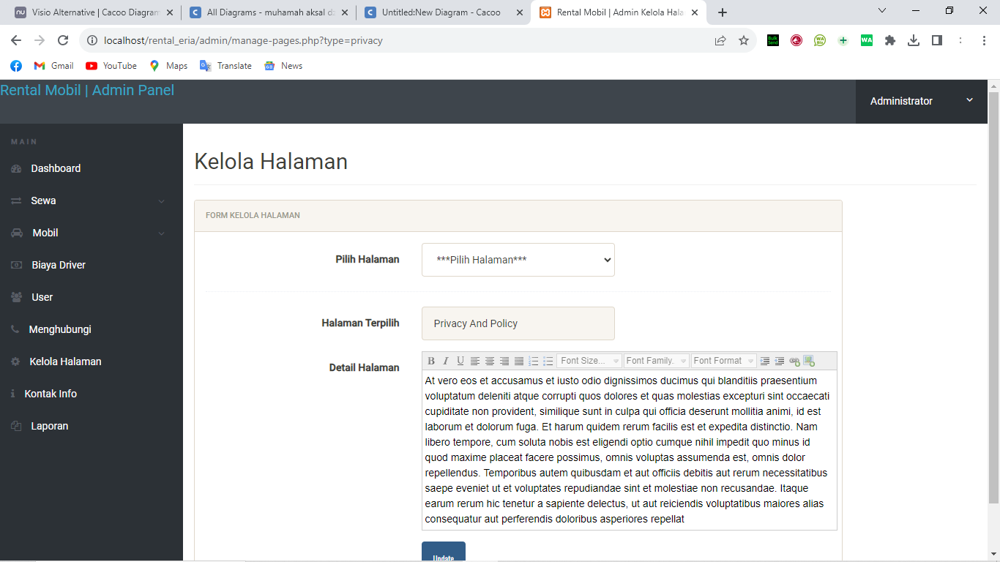 Visio Alternative | Cacoo Diagram
All Diagrams - muhamah aksal dz
Untitled:New Diagram - Cacoo
Rental Mobil | Admin Kelola Hala
localhost/rental_eria/admin/manage-pages.php?type=privacy
Gmail
YouTube
Maps
Translate
News
Rental Mobil | Admin Panel
Administrator
MAIN
Dashboard
Sewa
Mobil
Biaya Driver
User
Menghubungi
Kelola Halaman
Kontak Info
Laporan
Kelola Halaman
FORM KELOLA HALAMAN
Pilih Halaman
***Pilih Halaman***
Halaman Terpilih
Privacy And Policy
Detail Halaman
B I U Font Size... Font Family. Font Format
At vero eos et accusamus et iusto odio dignissimos ducimus qui blanditiis praesentium
voluptatum deleniti atque corrupti quos dolores et quas molestias excepturi sint occaecati
cupiditate non provident, similique sunt in culpa qui officia deserunt mollitia animi, id est
laborum et dolorum fuga. Et harum quidem rerum facilis est et expedita distinctio. Nam
libero tempore, cum soluta nobis est eligendi optio cumque nihil impedit quo minus id
quod maxime placeat facere possimus, omnis voluptas assumenda est, omnis dolor
repellendus. Temporibus autem quibusdam et aut officiis debitis aut rerum necessitatibus
saepe eveniet ut et voluptates repudiandae sint et molestiae non recusandae. Itaque
earum rerum hic tenetur a sapiente delectus, ut aut reiciendis voluptatibus maiores alias
consequatur aut perferendis doloribus asperiores repellat
Update